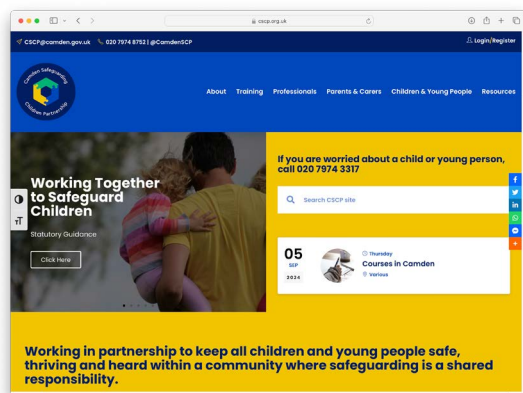 cscp.org.uk
CSCP@camden.gov.uk 020 7974 8752 | @CamdenSCP
Login/Register
Camden Safeguarding
Children Partnership
About Training Professionals Parents & Carers Children & Young People Resources
Working Together
to Safeguard
Children
Statutory Guidance
Click Here
If you are worried about a child or young person,
call 020 7974 3317
Search CSCP site
05
SEP
2024
Thursday
Courses in Camden
Various
Working in partnership to keep all children and young people safe,
thriving and heard within a community where safeguarding is a shared
responsibility.